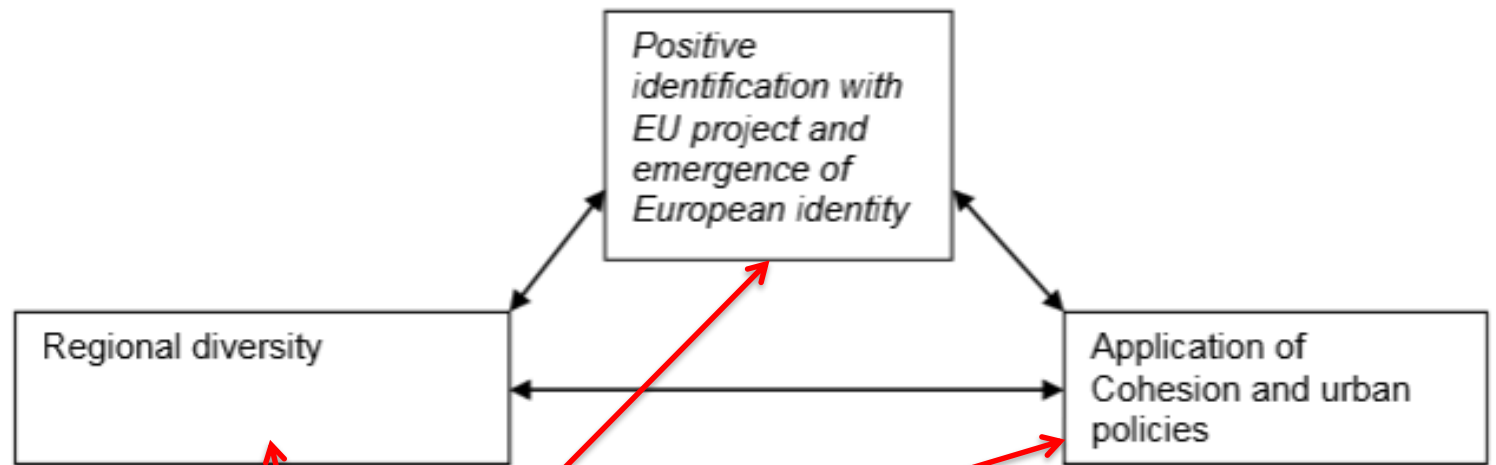 Positive
identification with
EU project and
emergence of
European identity
Regional diversity
Application of
Cohesion and urban
policies